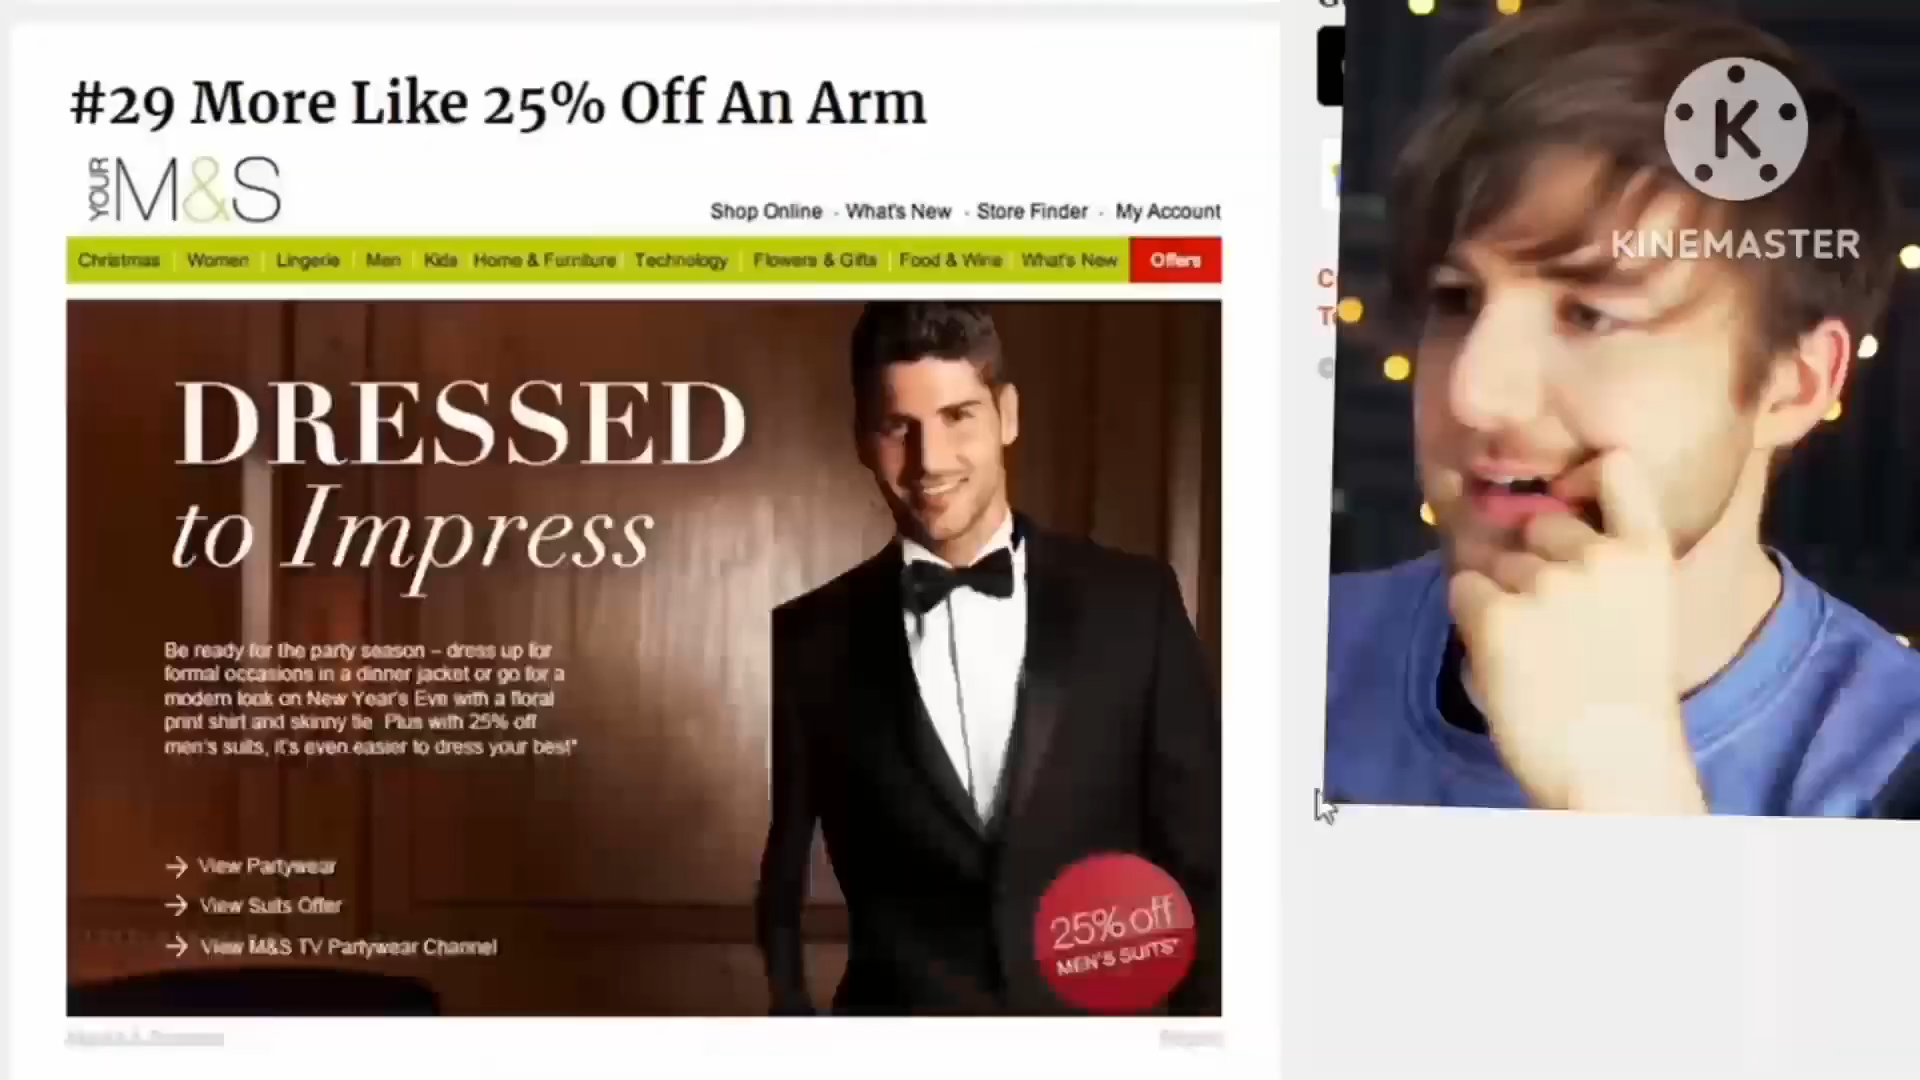 #29 More Like 25% Off An Arm
YOUR M&S
Shop Online - What's New - Store Finder - My Account
Christmas Women Lingerie Men Kids Home & Furniture Technology Flowers & Gifts Food & Wine What's New Offers
DRESSED
to Impress
Be ready for the party season – dress up for
formal occasions in a dinner jacket or go for a
modern look on New Year's Eve with a floral
print shirt and skinny tie. Plus with 25% off
men's suits, it's even easier to dress your best*
→ View Partywear
→ View Suits Offer
→ View M&S TV Partywear Channel
25% off
MEN'S SUITS*
K
KINEMASTER